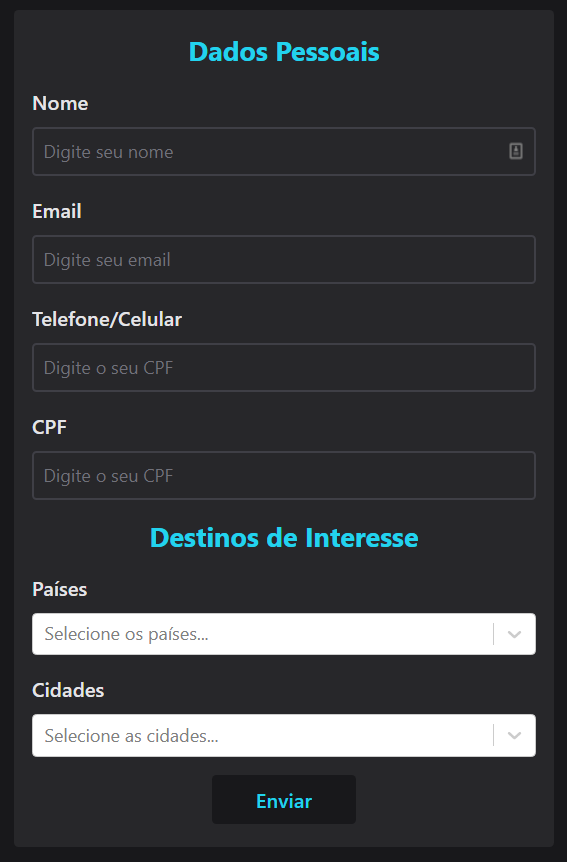 Dados Pessoais
Nome
Digite seu nome
Email
Digite seu email
Telefone/Celular
Digite o seu CPF
CPF
Digite o seu CPF
Destinos de Interesse
Países
Selecione os países...
Cidades
Selecione as cidades...
Enviar